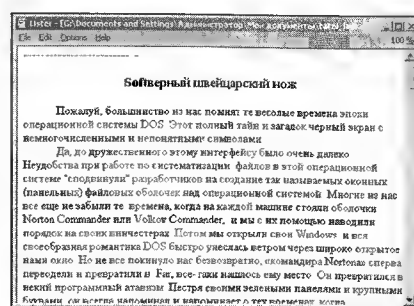 Lister - [C:\Documents and Settings\Администратор\Мои документы\
File Edit Options Help 100 %
Soffверный швейцарский нож
Пожалуй, большинство из нас помнят те веселые времена эпохи
операционной системы DOS Этот полный тайн и загадок черный экран с
немногочисленными и непонятными символами
Да, до дружественного этому интерфейсу было очень далеко
Неудобства при работе по систематизации файлов в этой операционной
системе "сподвинули" разработчиков на создание так называемых оконных
(панельных) файловых оболочек над операционной системой Многие из нас
все еще не забыли те времена, когда на каждой машине стояли оболочки
Norton Commander или Volkov Commander, и мы с их помощью наводили
порядок на своих винчестерах Потом мы открыли свои Windows и вся
своеобразная романтика DOS быстро унеслась ветром через широко открытое
нами окно Но не все покинуло нас безвозвратно, «командира Nortonа» сперва
переодели и превратили в Far, все-таки нашлось ему место Он превратился в
некий программный атавизм Пестря своими зелеными панелями и крупными
буквами он всегда напоминал и напоминает о тех временах когда